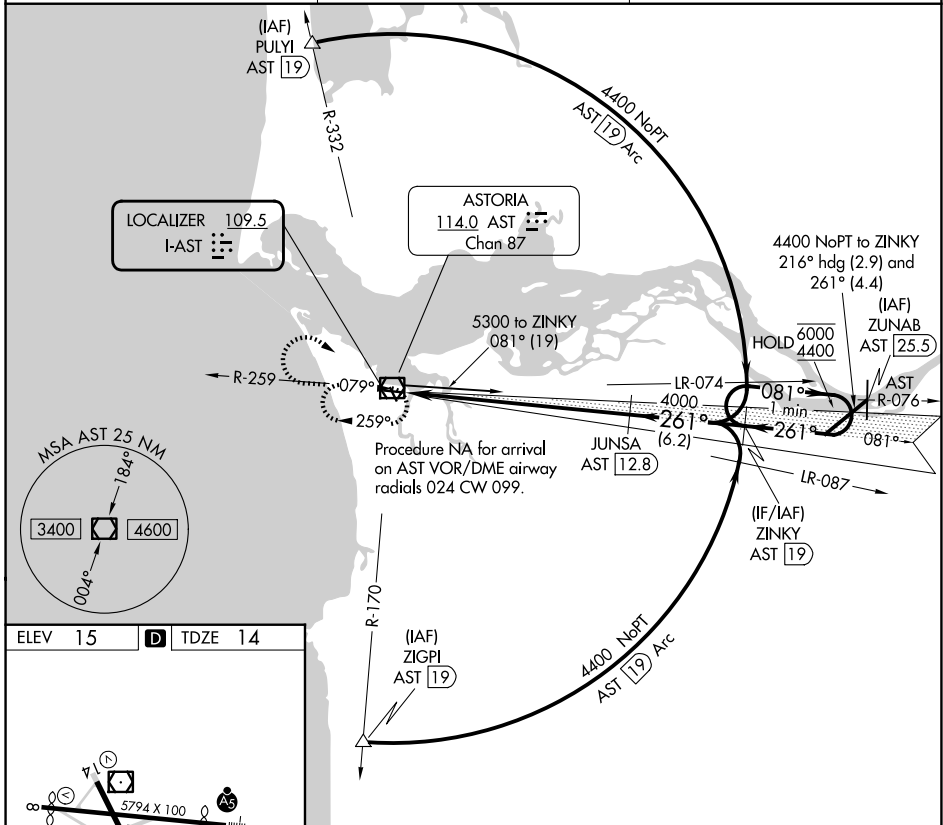 (IAF)
PULYI
AST 19
R-332
4400 NoPT
AST 19 Arc
LOCALIZER 109.5
I-AST
ASTORIA
114.0 AST
Chan 87
4400 NoPT to ZINKY
216° hdg (2.9) and
261° (4.4)
(IAF)
ZUNAB
AST 25.5
HOLD 6000
4400
5300 to ZINKY
081° (19)
R-259
079°
259°
LR-074
4000
081°
1 min
AST
R-076
261°
(6.2)
261°
081°
JUNSA
AST 12.8
LR-087
Procedure NA for arrival
on AST VOR/DME airway
radials 024 CW 099.
(IF/IAF)
ZINKY
AST 19
MSA AST 25 NM
184°
3400
4600
004°
R-170
(IAF)
ZIGPI
AST 19
4400 NoPT
AST 19 Arc
ELEV 15 D TDZE 14
V
14
V
8
5794 X 100
A5